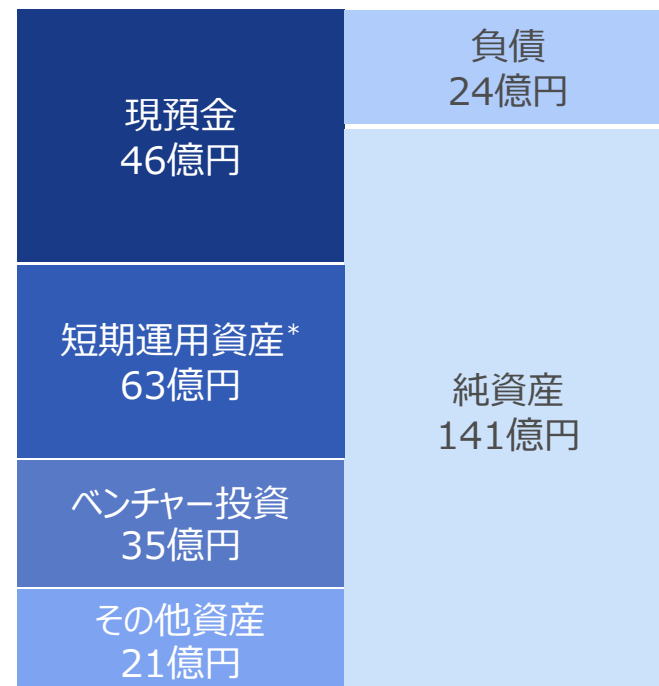 現預金
46億円
短期運用資産*
63億円
ベンチャー投資
35億円
その他資産
21億円
負債
24億円
純資産
141億円